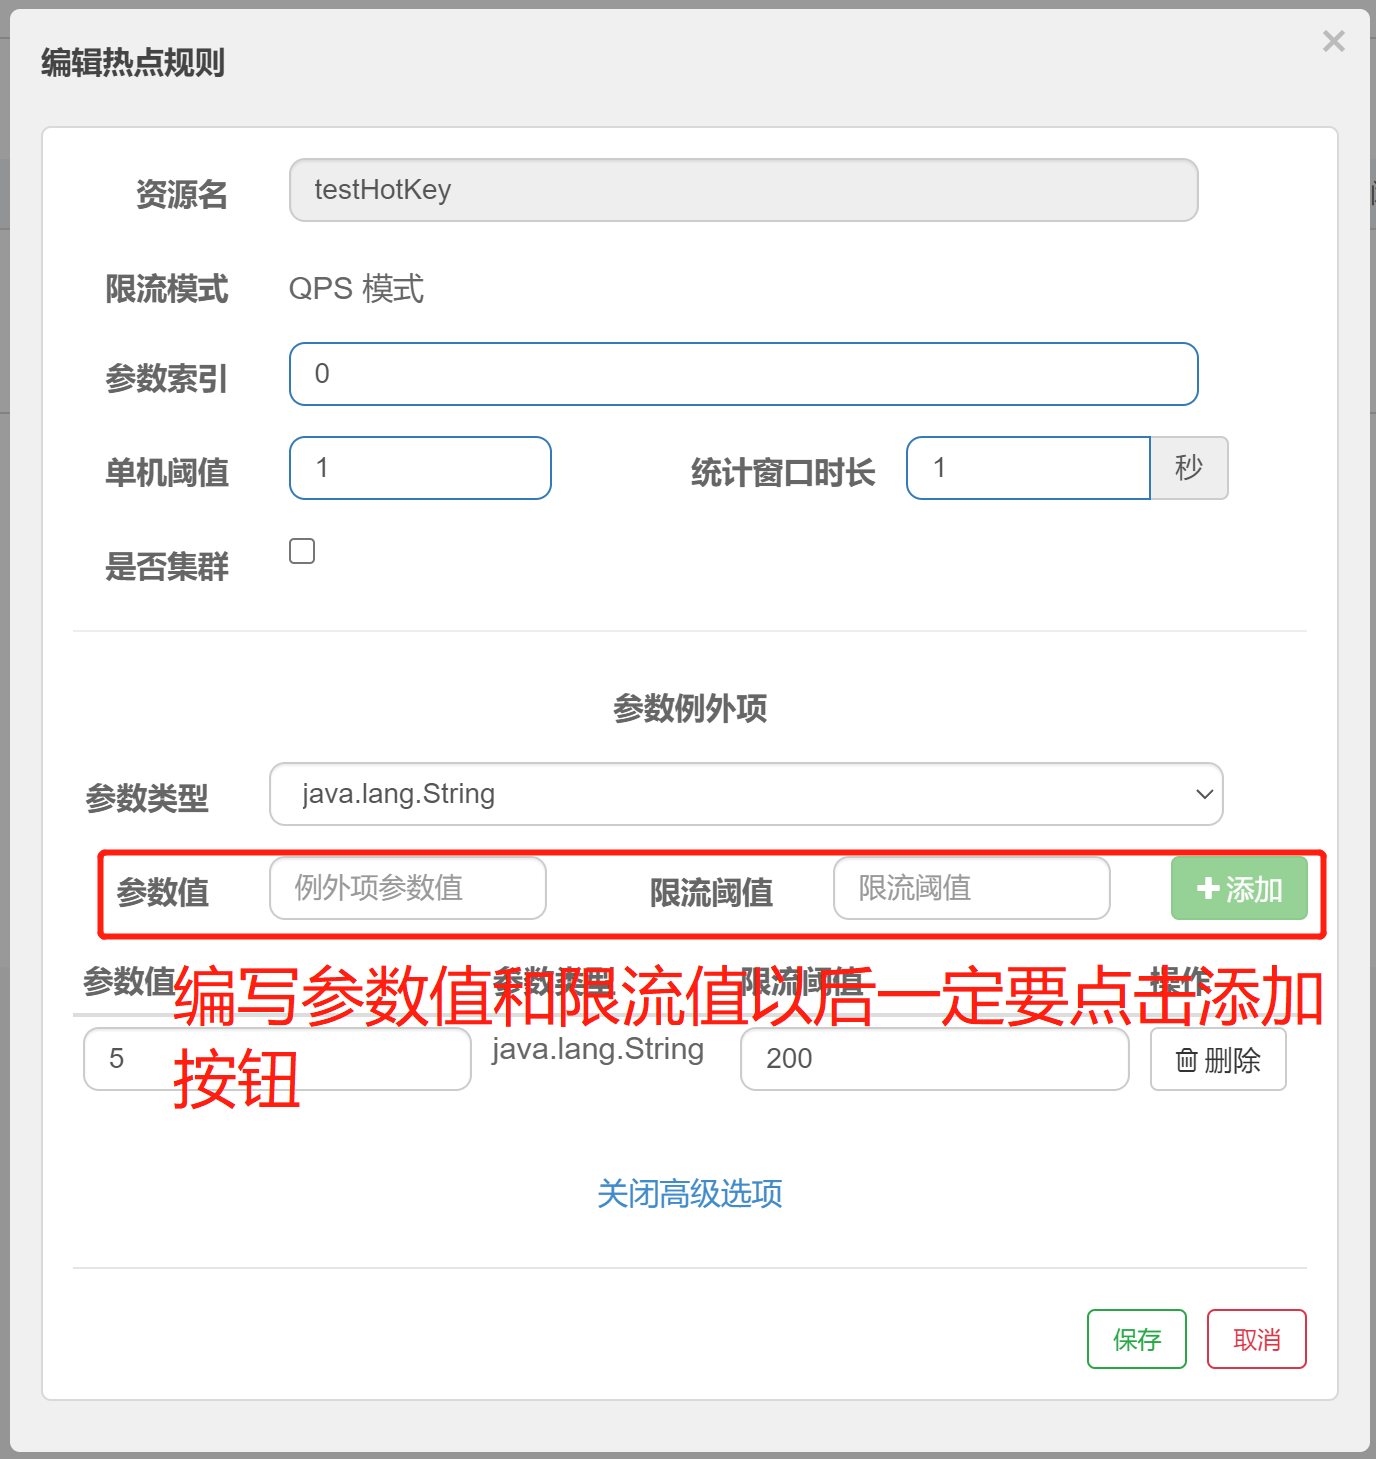 编辑热点规则
×
资源名 testHotKey
限流模式 QPS 模式
参数索引 0
单机阈值 1 统计窗口时长 1 秒
是否集群
参数例外项
参数类型 java.lang.String
参数值 例外项参数值 限流阈值 限流阈值 添加
参数值 参数类型 限流阈值 操作
编写参数值和限流值以后一定要点击添加
按钮
5 java.lang.String 200 删除
关闭高级选项
保存 取消